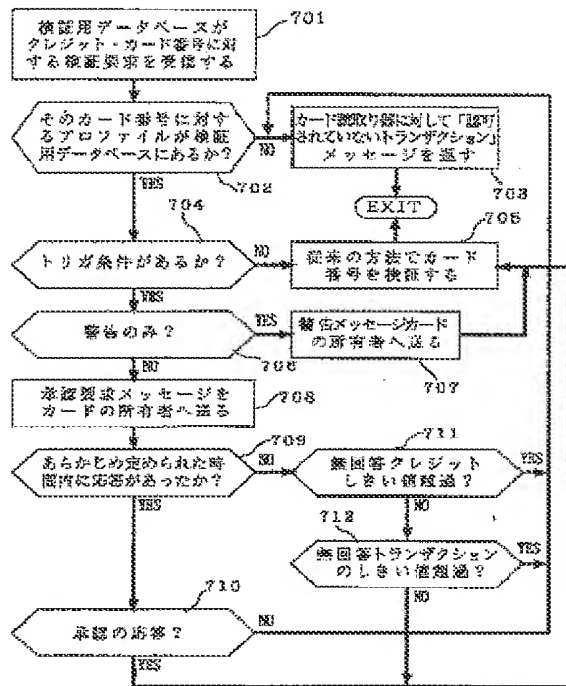 検証用データベースが
クレジット・カード番号に対
する検証要求を受信する
701
そのカード番号に対す
るプロファイルが検証
用データベースにあるか?
702
NO
YES
カード読取り器に対して「認可
されていないトランザクション」
メッセージを返す
703
EXIT
704
トリガ条件があるか?
NO
YES
705
従来の方法でカード
番号を検証する
警告のみ?
706
YES
NO
警告メッセージカード
の所有者へ送る
707
承認要求メッセージを
カードの所有者へ送る
708
あらかじめ定められた時
間内に応答があったか?
709
NO
YES
711
無回答クレジット
しきい値超過?
YES
NO
712
無回答トランザクション
のしきい値超過?
YES
NO
710
承認の応答?
NO
YES